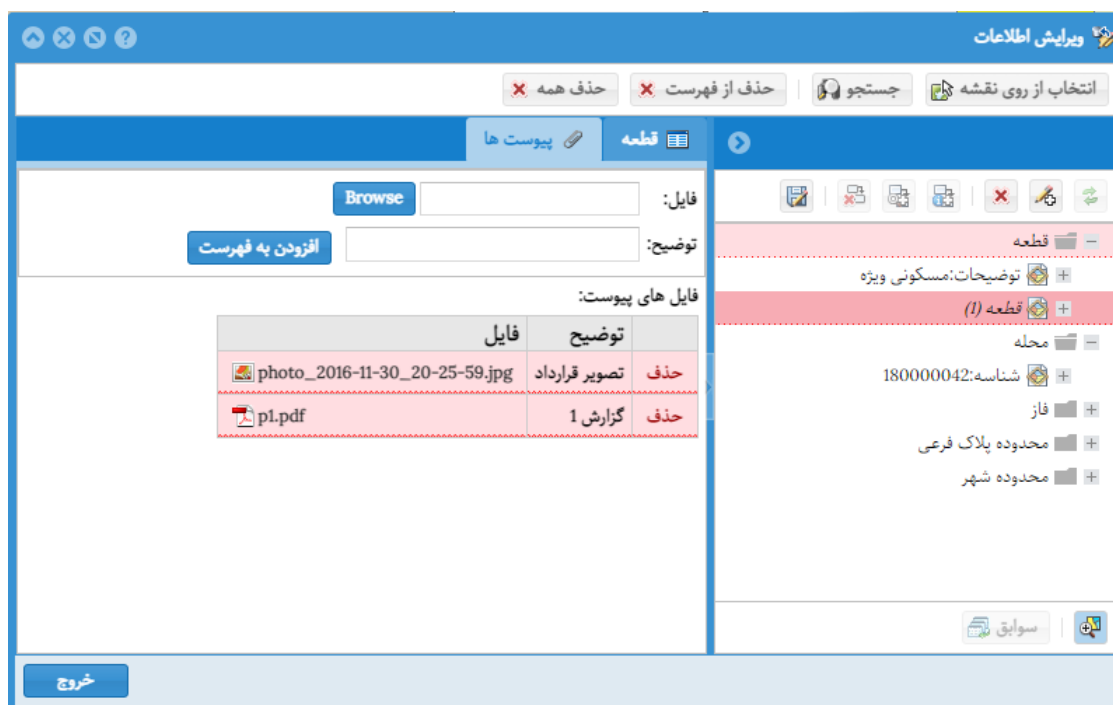 ویرایش اطلاعات
انتخاب از روی نقشه جستجو حذف از فهرست حذف همه
قطعه
توضیحات:مسکونی ویژه
قطعه (1)
محله
شناسه:180000042
فاز
محدوده پلاک فرعی
محدوده شهر
سوابق
قطعه پیوست ها
فایل: Browse
توضیح: افزودن به فهرست
فایل های پیوست:
توضیح فایل
حذف تصویر قرارداد photo_2016-11-30_20-25-59.jpg
حذف گزارش 1 p1.pdf
خروج